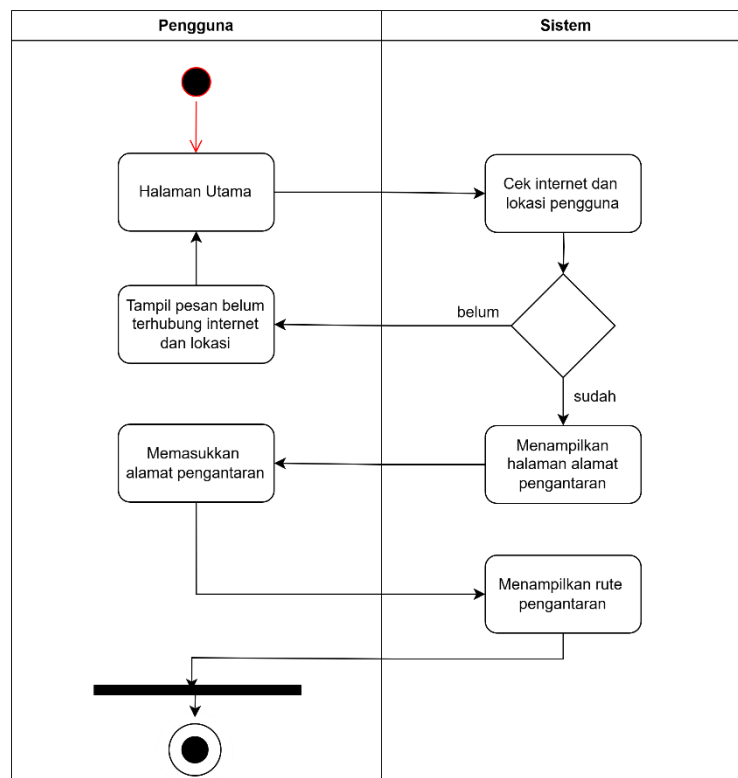 Pengguna
Sistem
Halaman Utama
Cek internet dan
lokasi pengguna
Tampil pesan belum
terhubung internet
dan lokasi
belum
sudah
Memasukkan
alamat pengantaran
Menampilkan
halaman alamat
pengantaran
Menampilkan rute
pengantaran